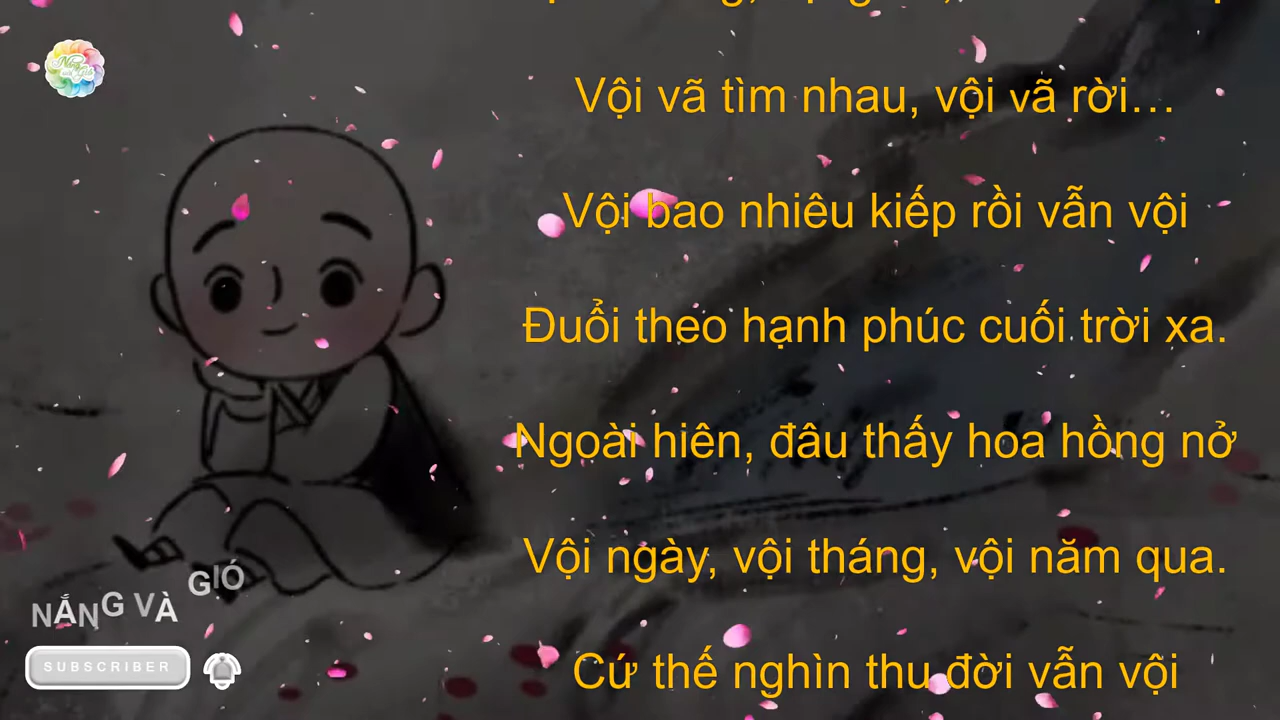 Vội vã tìm nhau, vội vã rời…
Vội bao nhiêu kiếp rồi vẫn vội
Đuổi theo hạnh phúc cuối trời xa.
Ngoài hiên, đâu thấy hoa hồng nở
Vội ngày, vội tháng, vội năm qua.
Cứ thế nghìn thu đời vẫn vội
NẮNG VÀ GIÓ
SUBSCRIBER